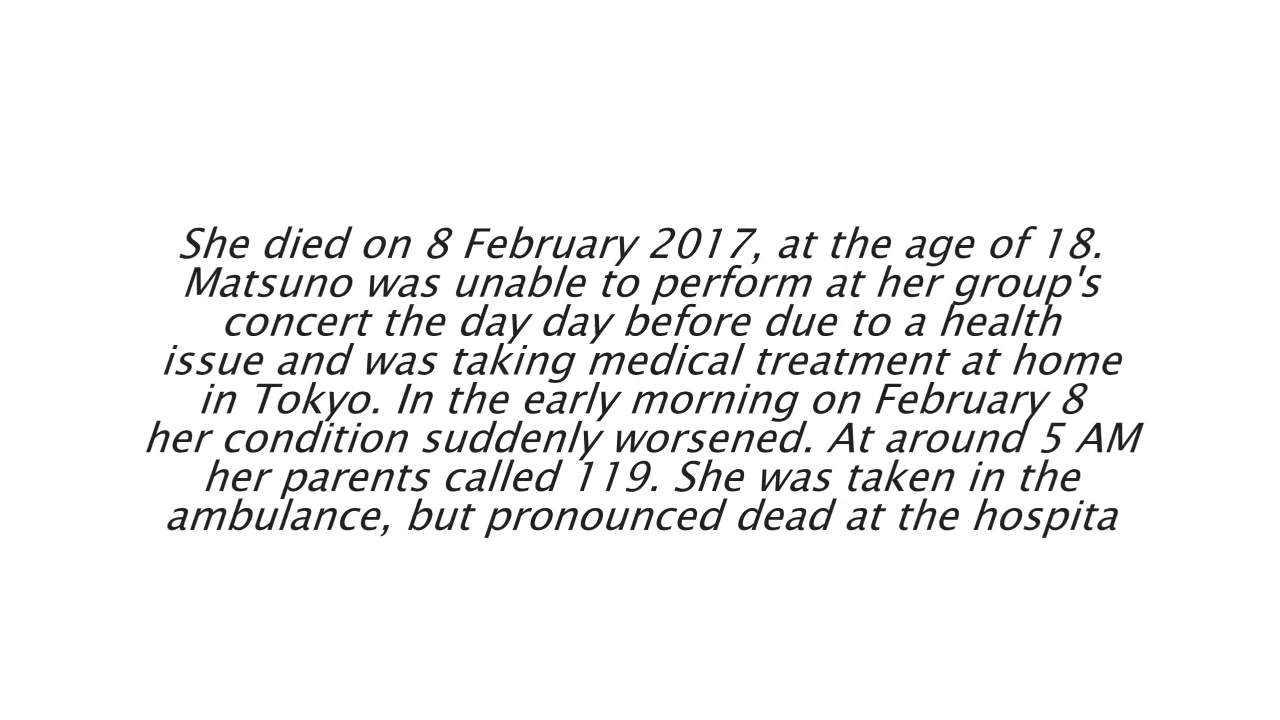 She died on 8 February 2017, at the age of 18.
Matsuno was unable to perform at her group's
concert the day day before due to a health
issue and was taking medical treatment at home
in Tokyo. In the early morning on February 8
her condition suddenly worsened. At around 5 AM
her parents called 119. She was taken in the
ambulance, but pronounced dead at the hospita